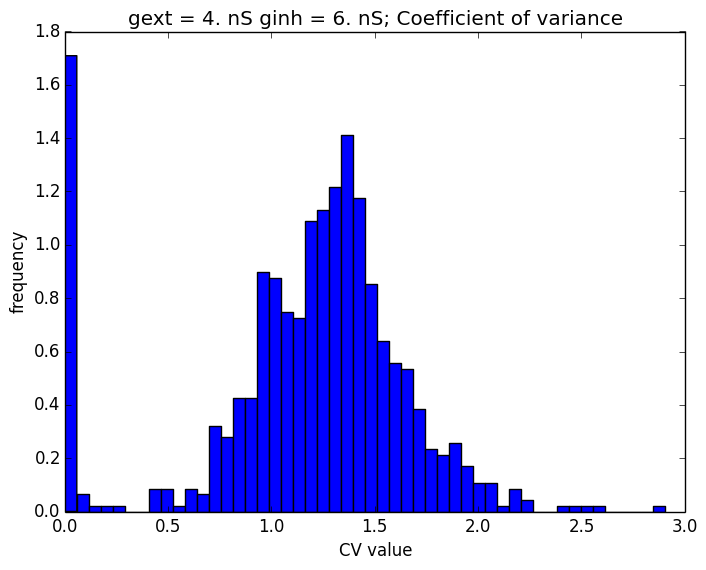 gext = 4. nS ginh = 6. nS; Coefficient of variance
1.8
1.6
1.4
1.2
1.0
0.8
0.6
0.4
0.2
0.0
frequency
0.0 0.5 1.0 1.5 2.0 2.5 3.0
CV value